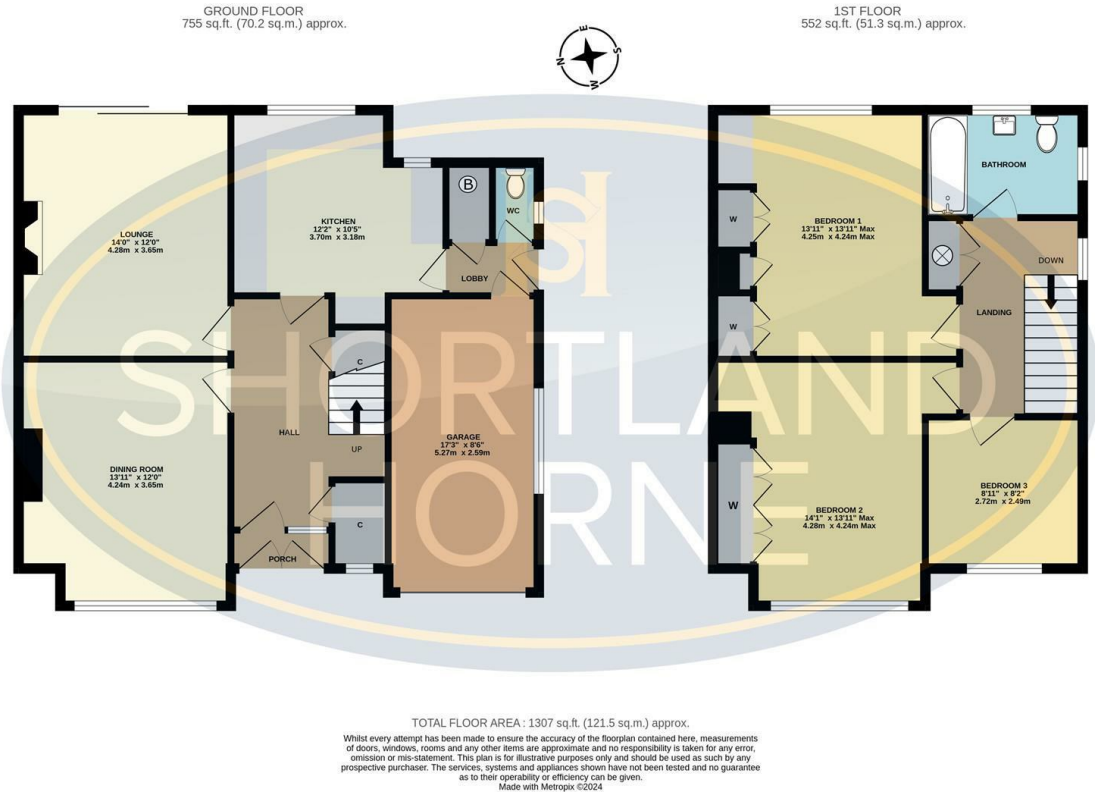 GROUND FLOOR
755 sq.ft. (70.2 sq.m.) approx.
1ST FLOOR
552 sq.ft. (51.3 sq.m.) approx.
N
E
S
W
LOUNGE
14'0" x 12'0"
4.28m x 3.65m
KITCHEN
12'2" x 10'5"
3.70m x 3.18m
B
WC
LOBBY
C
DINING ROOM
13'11" x 12'0"
4.24m x 3.65m
HALL
UP
C
PORCH
GARAGE
17'3" x 8'6"
5.27m x 2.59m
BATHROOM
W
BEDROOM 1
13'11" x 13'11" Max
4.25m x 4.24m Max
W
DOWN
LANDING
W
BEDROOM 2
14'1" x 13'11" Max
4.28m x 4.24m Max
BEDROOM 3
8'11" x 8'2"
2.72m x 2.49m
SH
SHORTLAND
HORNE
TOTAL FLOOR AREA : 1307 sq.ft. (121.5 sq.m.) approx.
Whilst every attempt has been made to ensure the accuracy of the floorplan contained here, measurements
of doors, windows, rooms and any other items are approximate and no responsibility is taken for any error,
omission or mis-statement. This plan is for illustrative purposes only and should be used as such by any
prospective purchaser. The services, systems and appliances shown have not been tested and no guarantee
as to their operability or efficiency can be given.
Made with Metropix ©2024